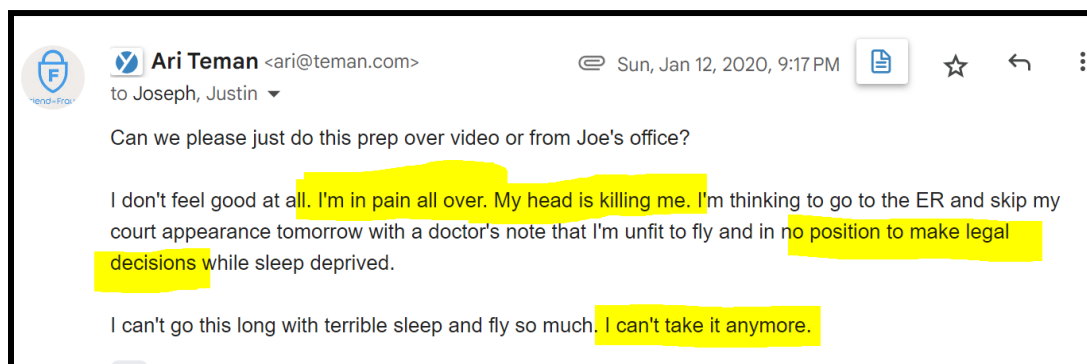 Ari Teman <ari@teman.com>
Sun, Jan 12, 2020, 9:17 PM
to Joseph, Justin
F
Can we please just do this prep over video or from Joe's office?
I don't feel good at all. I'm in pain all over. My head is killing me. I'm thinking to go to the ER and skip my
court appearance tomorrow with a doctor's note that I'm unfit to fly and in no position to make legal
decisions while sleep deprived.
I can't go this long with terrible sleep and fly so much. I can't take it anymore.